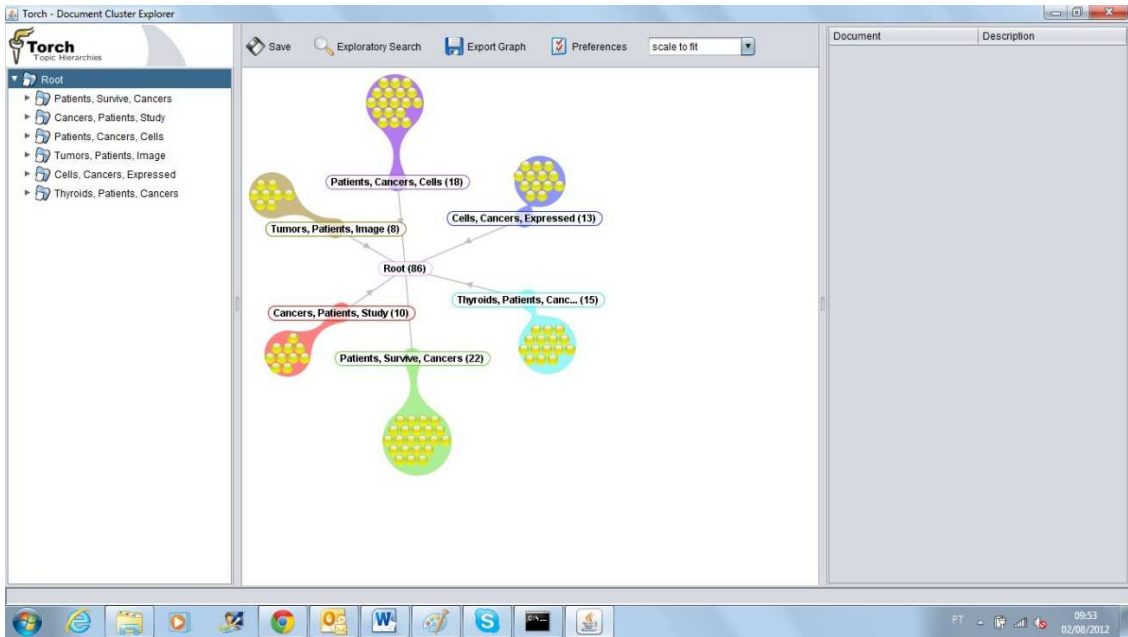 Torch - Document Cluster Explorer
Torch
Topic Hierarchies
Save
Exploratory Search
Export Graph
Preferences
scale to fit
Document
Description
Root
Patients, Survive, Cancers
Cancers, Patients, Study
Patients, Cancers, Cells
Tumors, Patients, Image
Cells, Cancers, Expressed
Thyroids, Patients, Cancers
Patients, Cancers, Cells (18)
Cells, Cancers, Expressed (13)
Tumors, Patients, Image (8)
Root (86)
Thyroids, Patients, Canc... (15)
Cancers, Patients, Study (10)
Patients, Survive, Cancers (22)
PT
09:53
02/08/2012